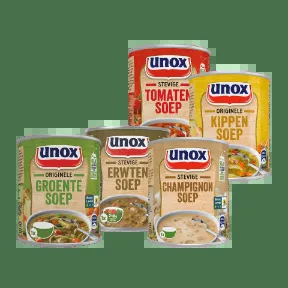 unox
STEVIGE
TOMATEN
SOEP
unox
ORIGINELE
KIPPEN
SOEP
unox
ORIGINELE
GROENTE
SOEP
unox
STEVIGE
ERWTEN
SOEP
unox
STEVIGE
CHAMPIGNON
SOEP